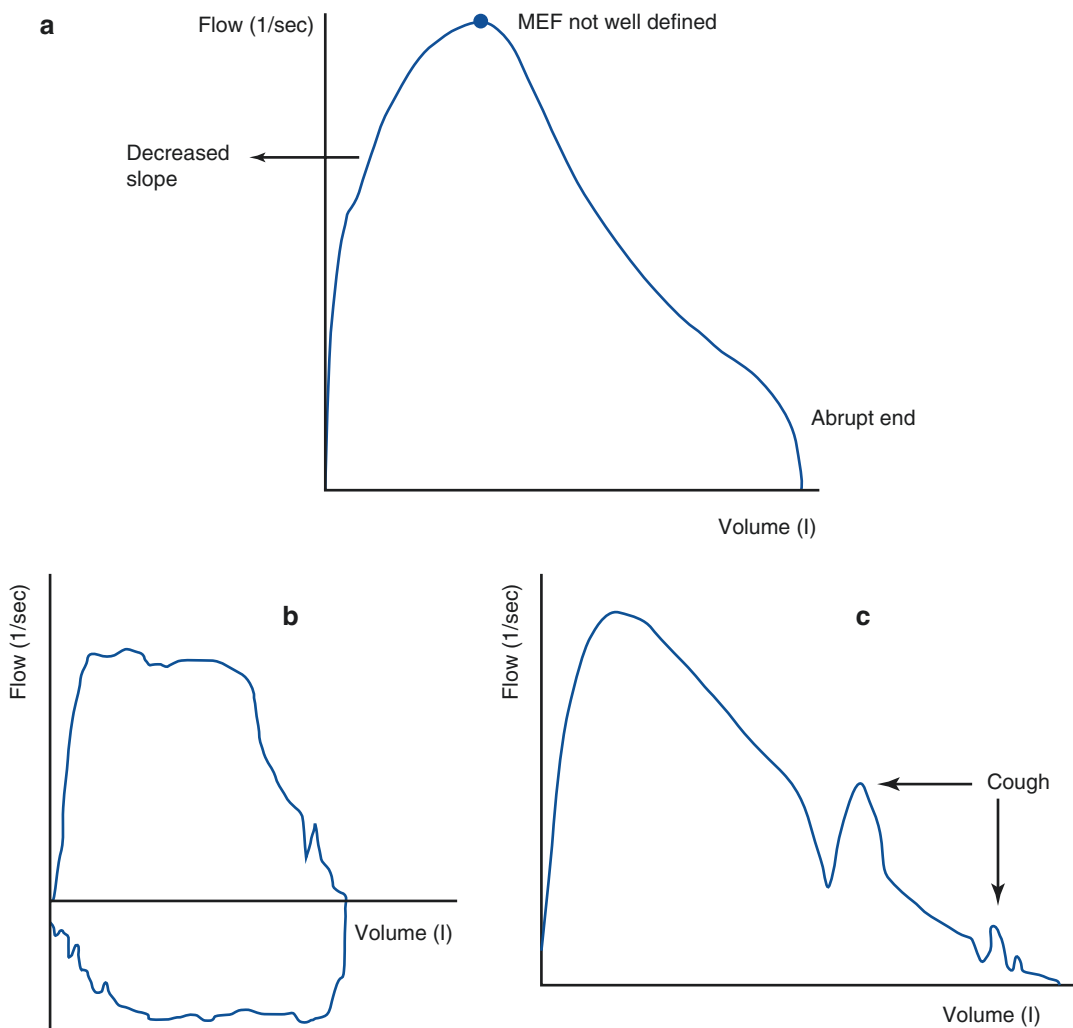 a
Flow (1/sec)
MEF not well defined
Decreased
slope
Abrupt end
Volume (l)
Flow (1/sec)
b
Volume (l)
Flow (1/sec)
c
Cough
Volume (l)